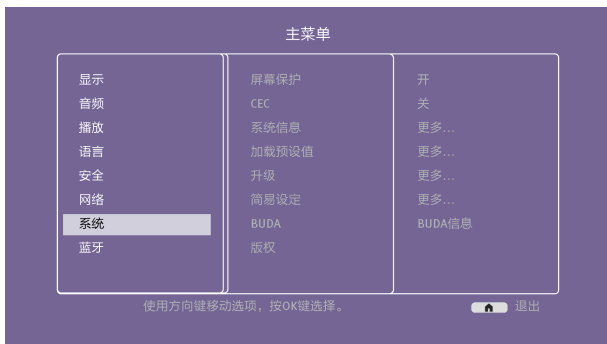 主菜单
显示
音频
播放
语言
安全
网络
系统
蓝牙
屏幕保护
CEC
系统信息
加载预设值
升级
简易设定
BUDA
版权
开
关
更多...
更多...
更多...
更多...
BUDA信息
使用方向键移动选项，按OK键选择。
退出